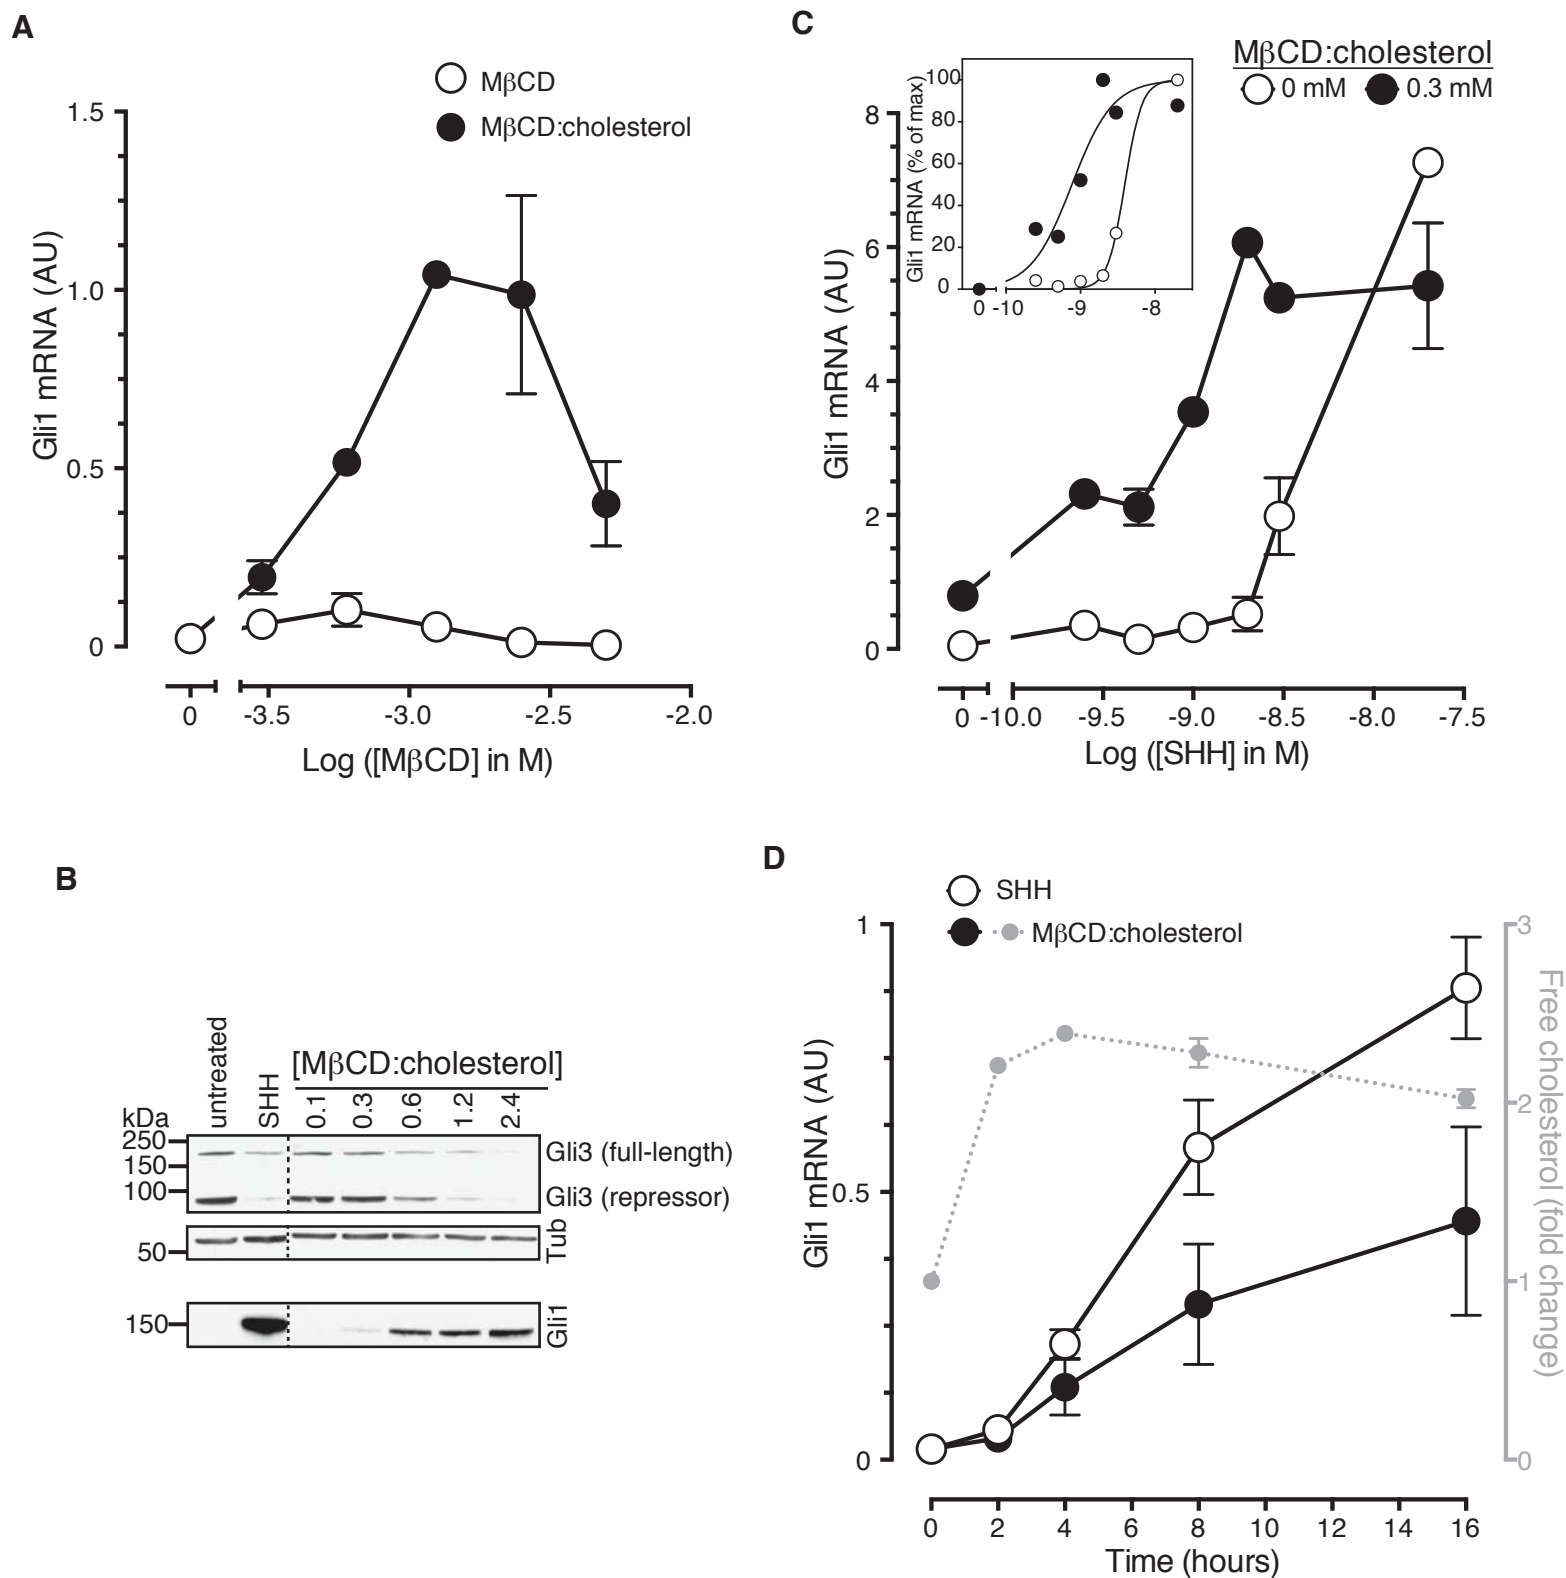 A
MβCD
MβCD:cholesterol
1.5
1.0
0.5
0
Gli1 mRNA (AU)
0
-3.5
-3.0
-2.5
-2.0
Log ([MβCD] in M)
C
MβCD:cholesterol
0 mM
0.3 mM
Gli1 mRNA (% of max)
100
80
60
40
20
0
0
-10
-9
-8
8
6
4
2
0
Gli1 mRNA (AU)
0
-10.0
-9.5
-9.0
-8.5
-8.0
-7.5
Log ([SHH] in M)
B
untreated
SHH
[MβCD:cholesterol]
0.1
0.3
0.6
1.2
2.4
kDa
250
150
100
50
150
Gli3 (full-length)
Gli3 (repressor)
Tub
Gli1
D
SHH
MβCD:cholesterol
1
0.5
0
Gli1 mRNA (AU)
3
2
1
0
Free cholesterol (fold change)
0
2
4
6
8
10
12
14
16
Time (hours)